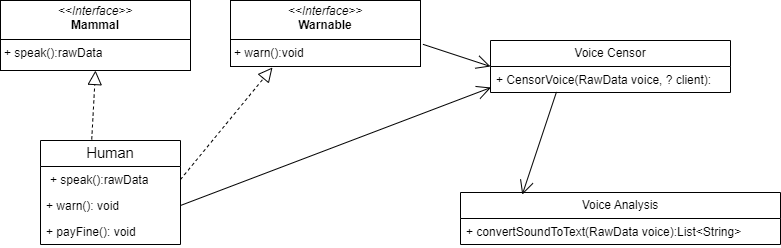 <<Interface>>
Mammal
+ speak():rawData
<<Interface>>
Warnable
+ warn():void
Voice Censor
+ CensorVoice(RawData voice, ? client):
Human
+ speak():rawData
+ warn(): void
+ payFine(): void
Voice Analysis
+ convertSoundToText(RawData voice):List<String>